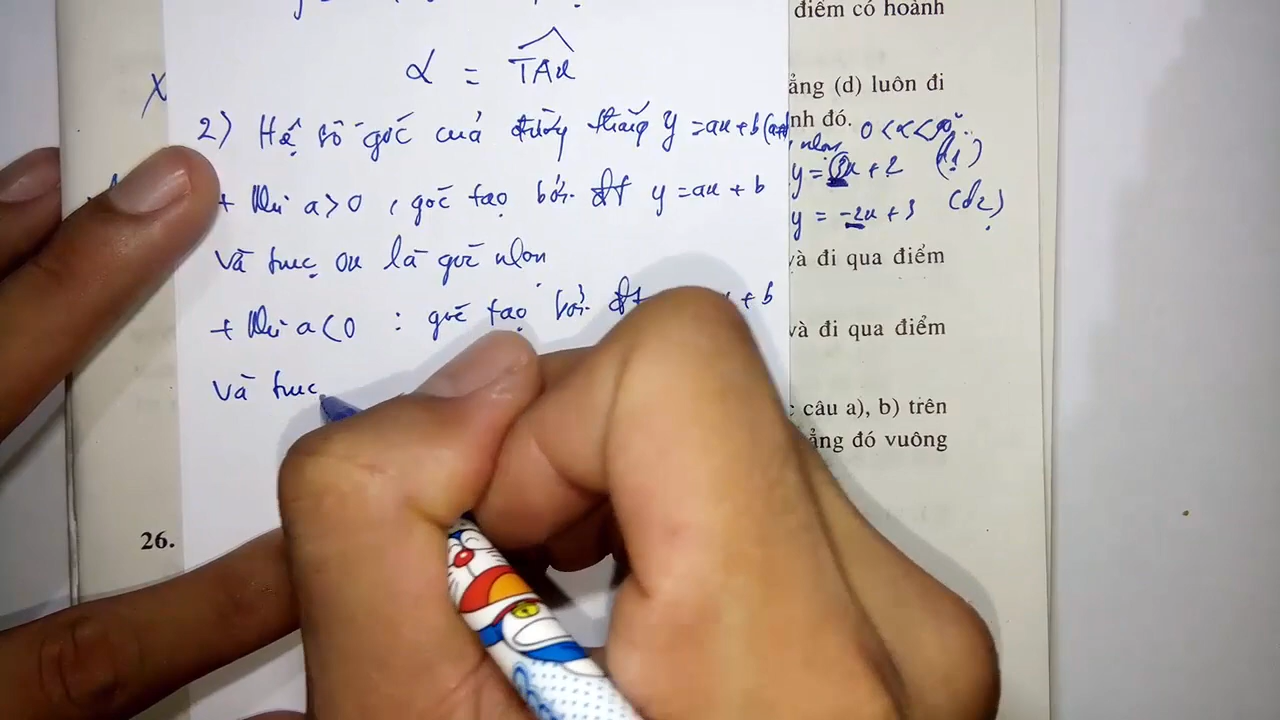 điểm có hoành
α = TAx
ẳng (d) luôn đi
nh đó. 0 < α < 90°
2) Hệ số góc của đường thẳng y = ax + b (a≠
nhọn
y = 3x + 2 (d1)
+ Khi a > 0 , góc tạo bởi đt y = ax + b
y = -2x + 3 (d2)
và trục Ox là góc nhọn
và đi qua điểm
+ Khi a < 0 : góc tạo bởi đt x + b
và đi qua điểm
và trục
c câu a), b) trên
ẳng đó vuông
26.